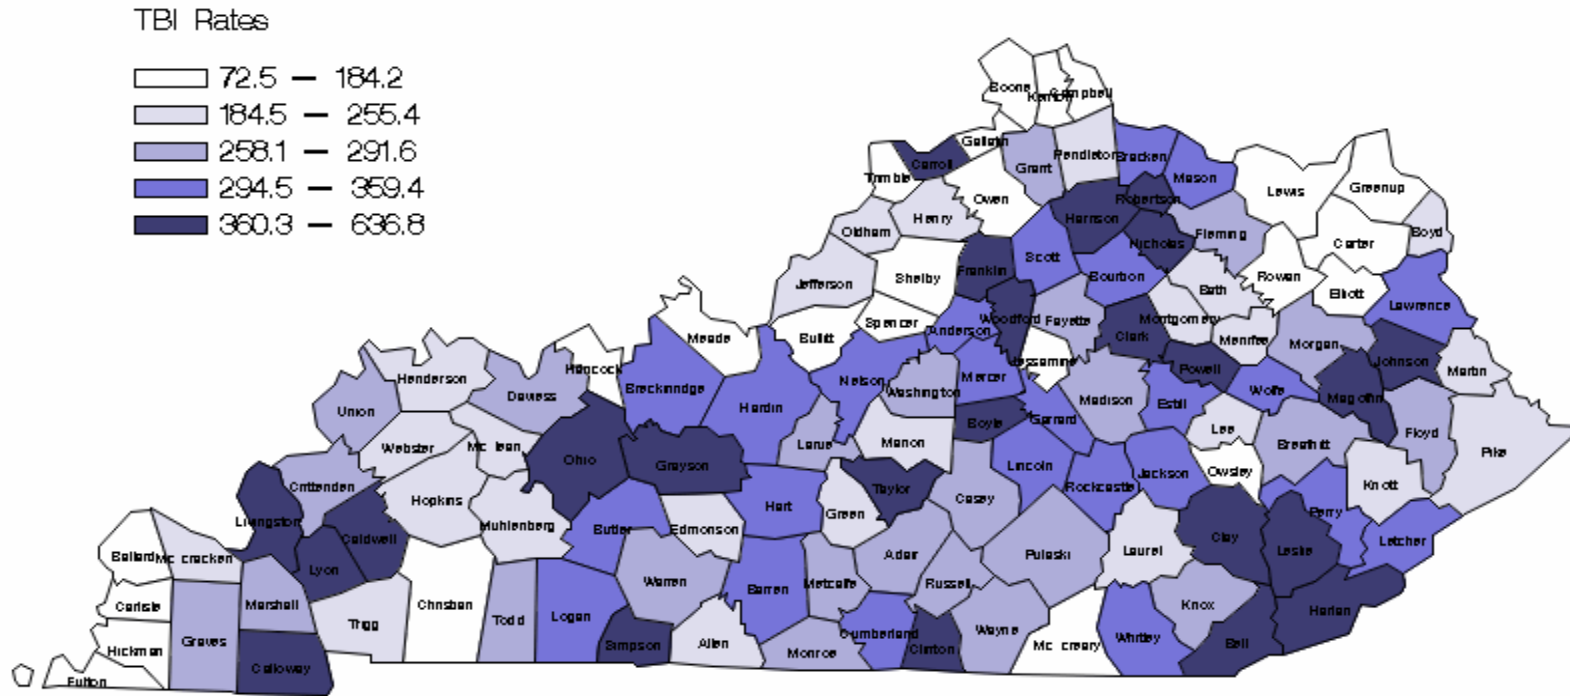 TBI Rates
72.5 — 184.2
184.5 — 255.4
258.1 — 291.6
294.5 — 359.4
360.3 — 636.8
Boone
Kenton
Campbell
Gallatin
Carroll
Trimble
Grant
Pendleton
Bracken
Mason
Lewis
Greenup
Owen
Henry
Oldham
Harrison
Robertson
Nicholas
Fleming
Carter
Boyd
Rowan
Elliott
Lawrence
Jefferson
Shelby
Franklin
Scott
Bourbon
Bath
Spencer
Bullitt
Anderson
Woodford
Fayette
Clark
Montgomery
Menifee
Morgan
Johnson
Martin
Meade
Hancock
Jessamine
Powell
Wolfe
Magoffin
Henderson
Daviess
Breckinridge
Hardin
Nelson
Washington
Mercer
Madison
Estill
Union
Webster
Mc lean
Ohio
Grayson
Larue
Marion
Boyle
Garrard
Lee
Breathitt
Floyd
Pike
Crittenden
Hopkins
Muhlenberg
Butler
Edmonson
Hart
Green
Taylor
Casey
Lincoln
Rockcastle
Jackson
Owsley
Knott
Perry
Letcher
Livingston
Caldwell
Lyon
Ballard
Mc cracken
Carlisle
Hickman
Fulton
Graves
Marshall
Calloway
Trigg
Christian
Todd
Logan
Simpson
Warren
Allen
Barren
Metcalfe
Monroe
Adair
Cumberland
Russell
Clinton
Wayne
Pulaski
Mc creary
Laurel
Whitley
Knox
Clay
Leslie
Bell
Harlan